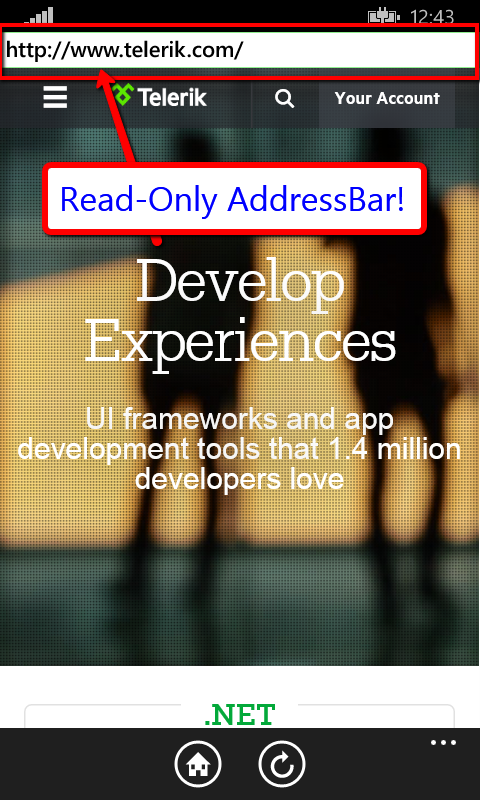 12:43
http://www.telerik.com/
Telerik
Your Account
Read-Only AddressBar!
Develop
Experiences
UI frameworks and app
development tools that 1.4 million
developers love
.NET